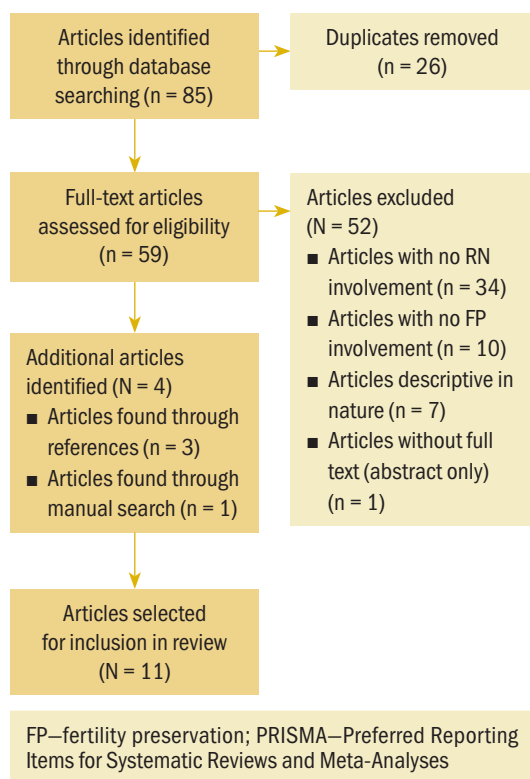 Articles identified
through database
searching (n = 85)
Duplicates removed
(n = 26)
Full-text articles
assessed for eligibility
(n = 59)
Articles excluded
(N = 52)
■ Articles with no RN
involvement (n = 34)
■ Articles with no FP
involvement (n = 10)
■ Articles descriptive in
nature (n = 7)
■ Articles without full
text (abstract only)
(n = 1)
Additional articles
identified (N = 4)
■ Articles found through
references (n = 3)
■ Articles found through
manual search (n = 1)
Articles selected
for inclusion in review
(N = 11)
FP—fertility preservation; PRISMA—Preferred Reporting
Items for Systematic Reviews and Meta-Analyses